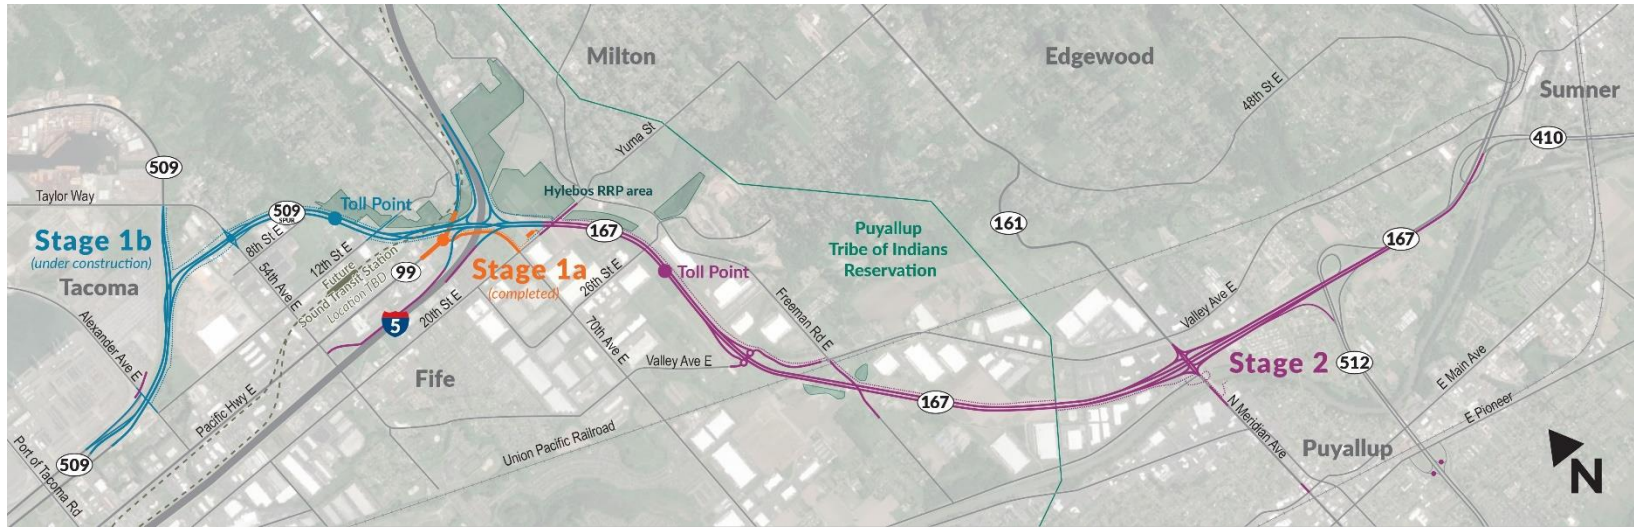 Milton
Edgewood
Sumner
48th St E
410
Yuma St
509
Taylor Way
Hylebos RRP area
Toll Point
509
SPUR
161
167
Puyallup
Tribe of Indians
Reservation
Stage 1b
(under construction)
Tacoma
8th St E
12th St E
54th Ave E
Future
Sound Transit Station
Location TBD
99
Stage 1a
(completed)
26th St E
Toll Point
167
Alexander Ave E
5
20th St E
70th Ave E
Freeman Rd E
Valley Ave E
Valley Ave E
Stage 2
512
Fife
E Main Ave
Pacific Hwy E
167
N Meridian Ave
E Pioneer
Union Pacific Railroad
Puyallup
509
Port of Tacoma Rd
N